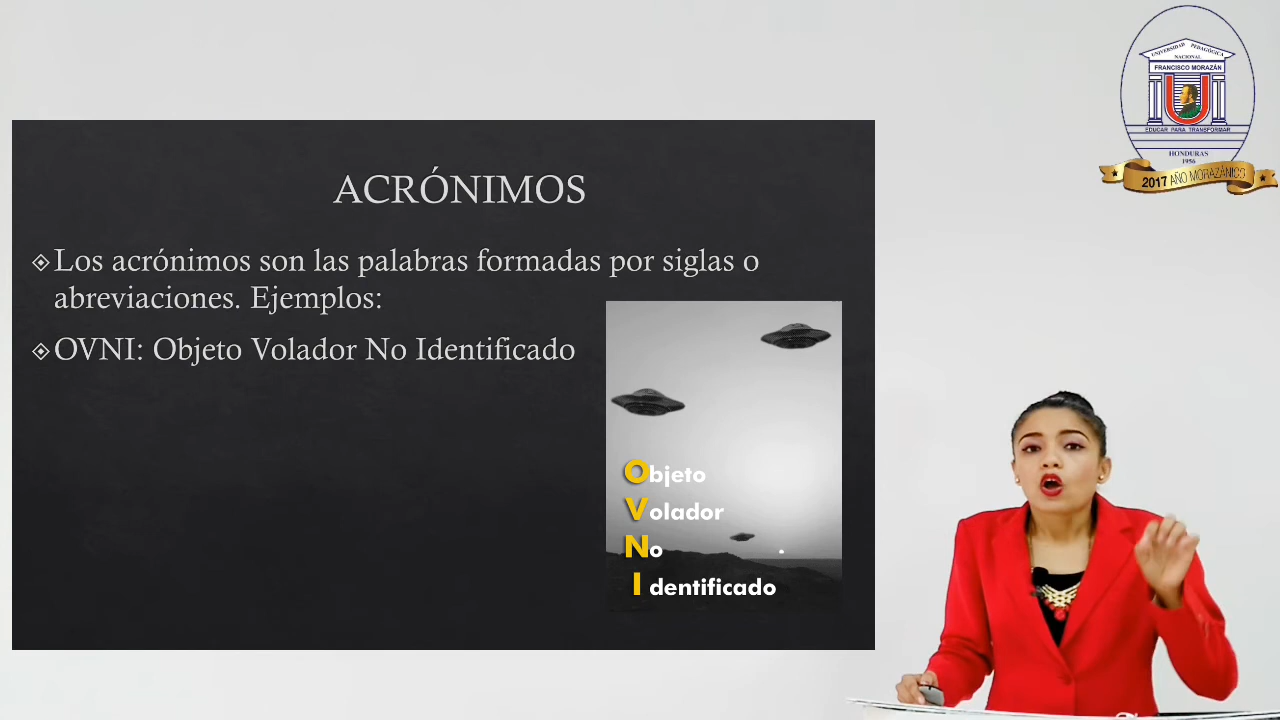 UNIVERSIDAD PEDAGÓGICA
NACIONAL
FRANCISCO MORAZÁN
EDUCAR PARA TRANSFORMAR
HONDURAS
1956
2017 AÑO MORAZÁNICO
ACRÓNIMOS
Los acrónimos son las palabras formadas por siglas o
abreviaciones. Ejemplos:
OVNI: Objeto Volador No Identificado
Objeto
Volador
No
Identificado